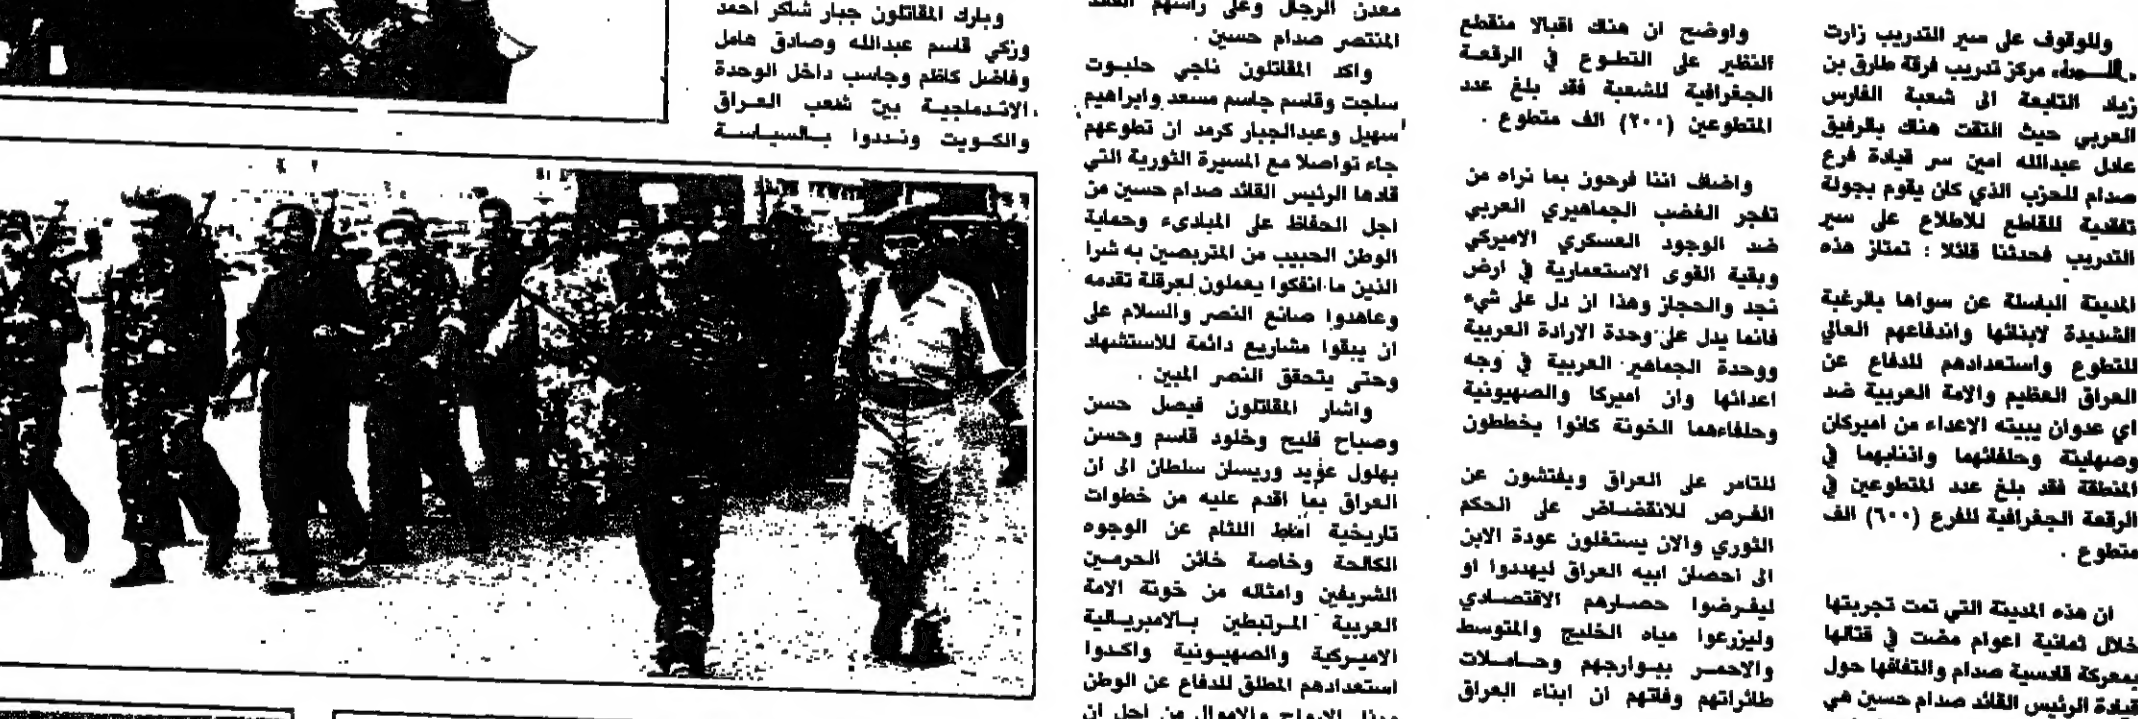 وللوقوف على سير التدريب زارت
مركز تدريب فرقة طارق بن
زياد التابعة الى شعبة الفارس
العربي حيث التقت هناك بالرفيق
عادل عبدالله امين سر قيادة فرع
صدام للحزب الذي كان يقوم بجولة
تفقدية للقاطع للاطلاع على سير
التدريب فحدثنا قائلا : تمتاز هذه
المدينة الباسلة عن سواها بالرغبة
الشديدة لابنائها واندفاعهم العالي
للتطوع واستعدادهم للدفاع عن
العراق العظيم والامة العربية ضد
اي عدوان يبيته الاعداء من اميركان
وصهاينة وحلفائهما واذنابهما في
المنطقة فقد بلغ عدد المتطوعين في
الرقعة الجغرافية للفرع (٦٠٠) الف
متطوع .
ان هذه المدينة التي تمت تجربتها
خلال ثمانية اعوام مضت في قتالها
بمعركة قادسية صدام والتفافها حول
قيادة الرئيس القائد صدام حسين هي
واوضح ان هناك اقبالا منقطع
النظير على التطوع في الرقعة
الجغرافية للشعبة فقد بلغ عدد
المتطوعين (٢٠٠) الف متطوع .
واضاف اننا فرحون بما نراه من
تفجر الغضب الجماهيري العربي
ضد الوجود العسكري الاميركي
وبقية القوى الاستعمارية في ارض
نجد والحجاز وهذا ان دل على شيء
فانما يدل على وحدة الارادة العربية
ووحدة الجماهير العربية في وجه
اعدائها وان اميركا والصهيونية
وحلفاءهما الخونة كانوا يخططون
للتامر على العراق ويفتشون عن
الفرص للانقضاض على الحكم
الثوري والان يستغلون عودة الابن
الى احضان ابيه العراق ليهددوا او
ليفرضوا حصارهم الاقتصادي
وليزرعوا مياه الخليج والمتوسط
والاحمر ببوارجهم وحاملات
طائراتهم وفاتهم ان ابناء العراق
معدن الرجال وعلى راسهم القائد
المنتصر صدام حسين .
واكد المقاتلون ناجي حلبوت
ساجت وقاسم جاسم مسعد وابراهيم
سهيل وعبدالجبار كرمد ان تطوعهم
جاء تواصلا مع المسيرة الثورية التي
قادها الرئيس القائد صدام حسين من
اجل الحفاظ على المبادىء وحماية
الوطن الحبيب من المتربصين به شرا
الذين ما انفكوا يعملون لعرقلة تقدمه
وعاهدوا صانع النصر والسلام على
ان يبقوا مشاريع دائمة للاستشهاد
وحتى يتحقق النصر المبين .
واشار المقاتلون فيصل حسن
وصباح فليح وخلود قاسم وحسن
بهلول عؤيد وريسان سلطان الى ان
العراق بما اقدم عليه من خطوات
تاريخية اماط اللثام عن الوجوه
الكالحة وخاصة خائن الحرمين
الشريفين وامثاله من خونة الامة
العربية المرتبطين بالامبريالية
الاميركية والصهيونية واكدوا
استعدادهم المطلق للدفاع عن الوطن
الارواح والاموال من اجل ان
وبارك المقاتلون جبار شاكر احمد
وزكي قاسم عبدالله وصادق هامل
وفاضل كاظم وجاسب داخل الوحدة
الاندماجية بين شعب العراق
والكويت ونددوا بالسياسة